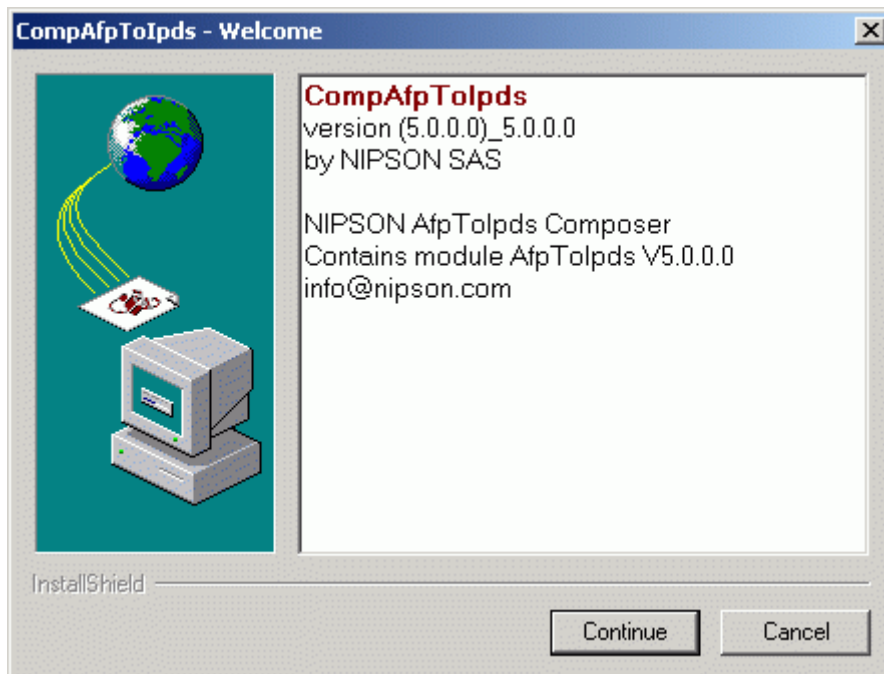 CompAfpToIpds - Welcome
CompAfpToIpds
version (5.0.0.0)_5.0.0.0
by NIPSON SAS
NIPSON AfpToIpds Composer
Contains module AfpToIpds V5.0.0.0
info@nipson.com
InstallShield
Continue
Cancel